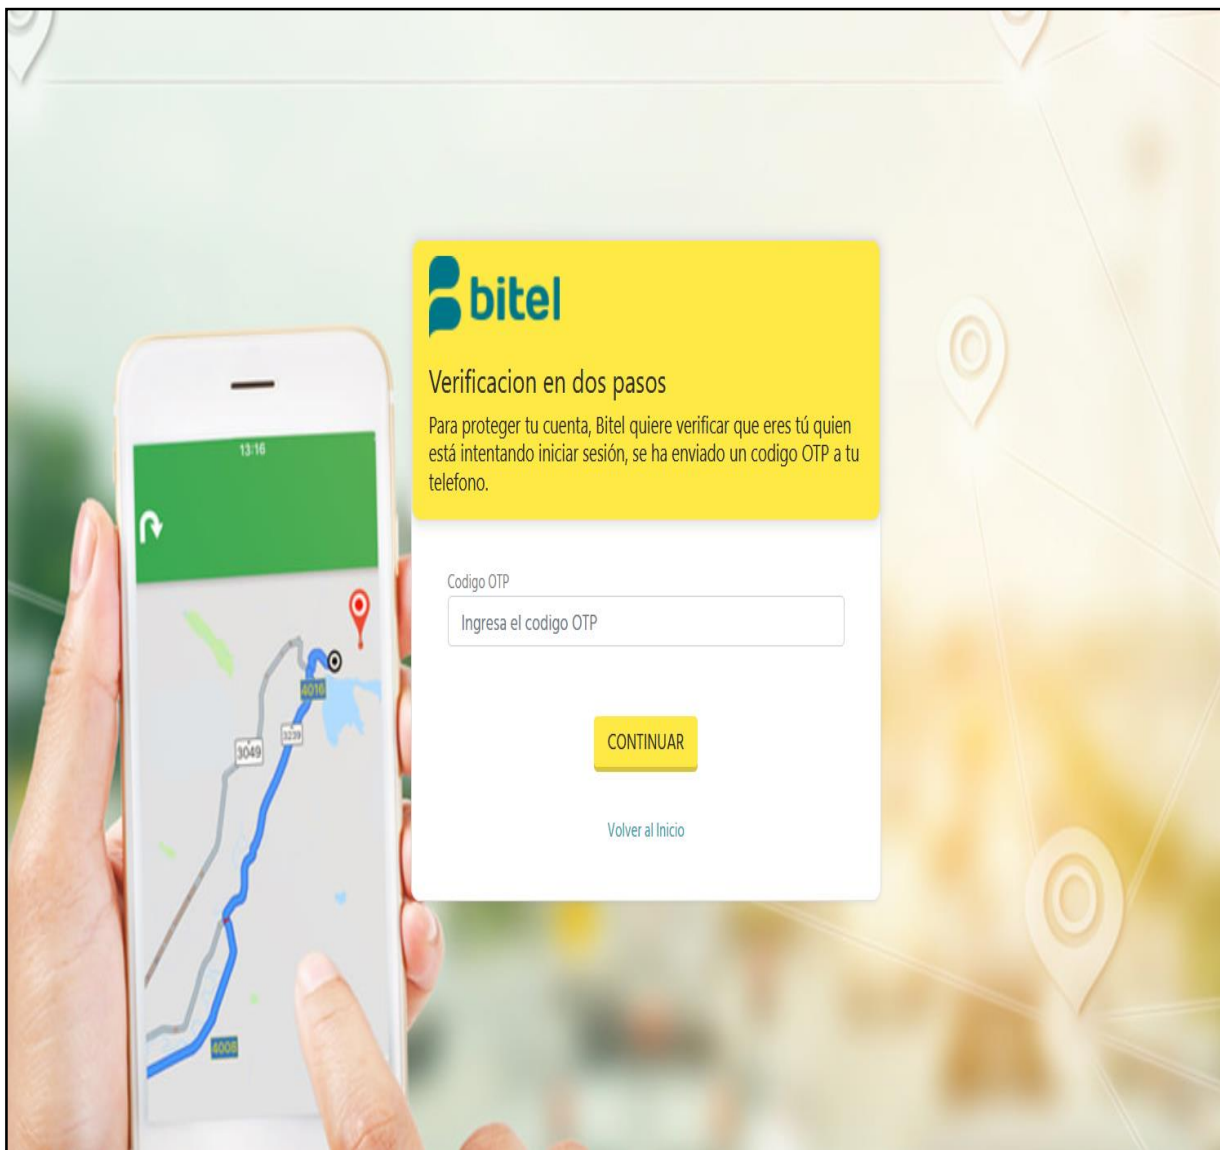 bitel
Verificacion en dos pasos
Para proteger tu cuenta, Bitel quiere verificar que eres tú quien
está intentando iniciar sesión, se ha enviado un codigo OTP a tu
telefono.
13:16
Codigo OTP
Ingresa el codigo OTP
4016
3239
3049
CONTINUAR
Volver al Inicio
4008